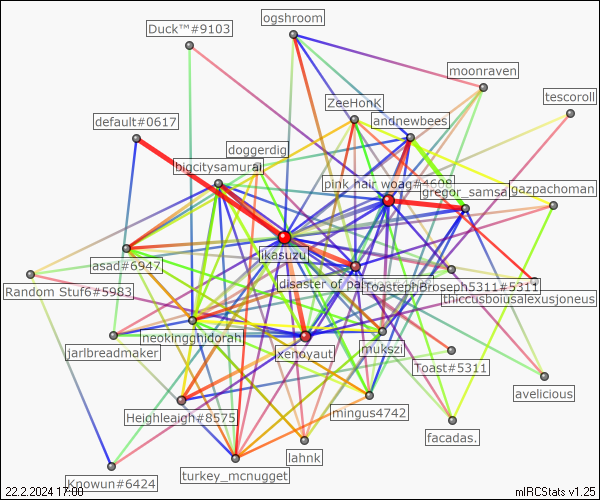 ogshroom
Duck™#9103
moonraven
tescoroll
ZeeHonK
andnewbees
default#0617
doggerdig
bigcitysamurai
pink hair woag#4608
gregor_samsa
gazpachoman
ikasuzu
asad#6947
disaster of pa
Toastepheroseph5311#5311
Random Stuf6#5983
thiccusboiusalexusjoneus
neokingghidorah
jarlbreadmaker
xenoyaut
mukszi
Toast#5311
avelicious
Heighleaigh#8575
mingus4742
facadas.
lahnk
turkey_mcnugget
Knowun#6424
22.2.2024 17:00
mIRCStats v1.25